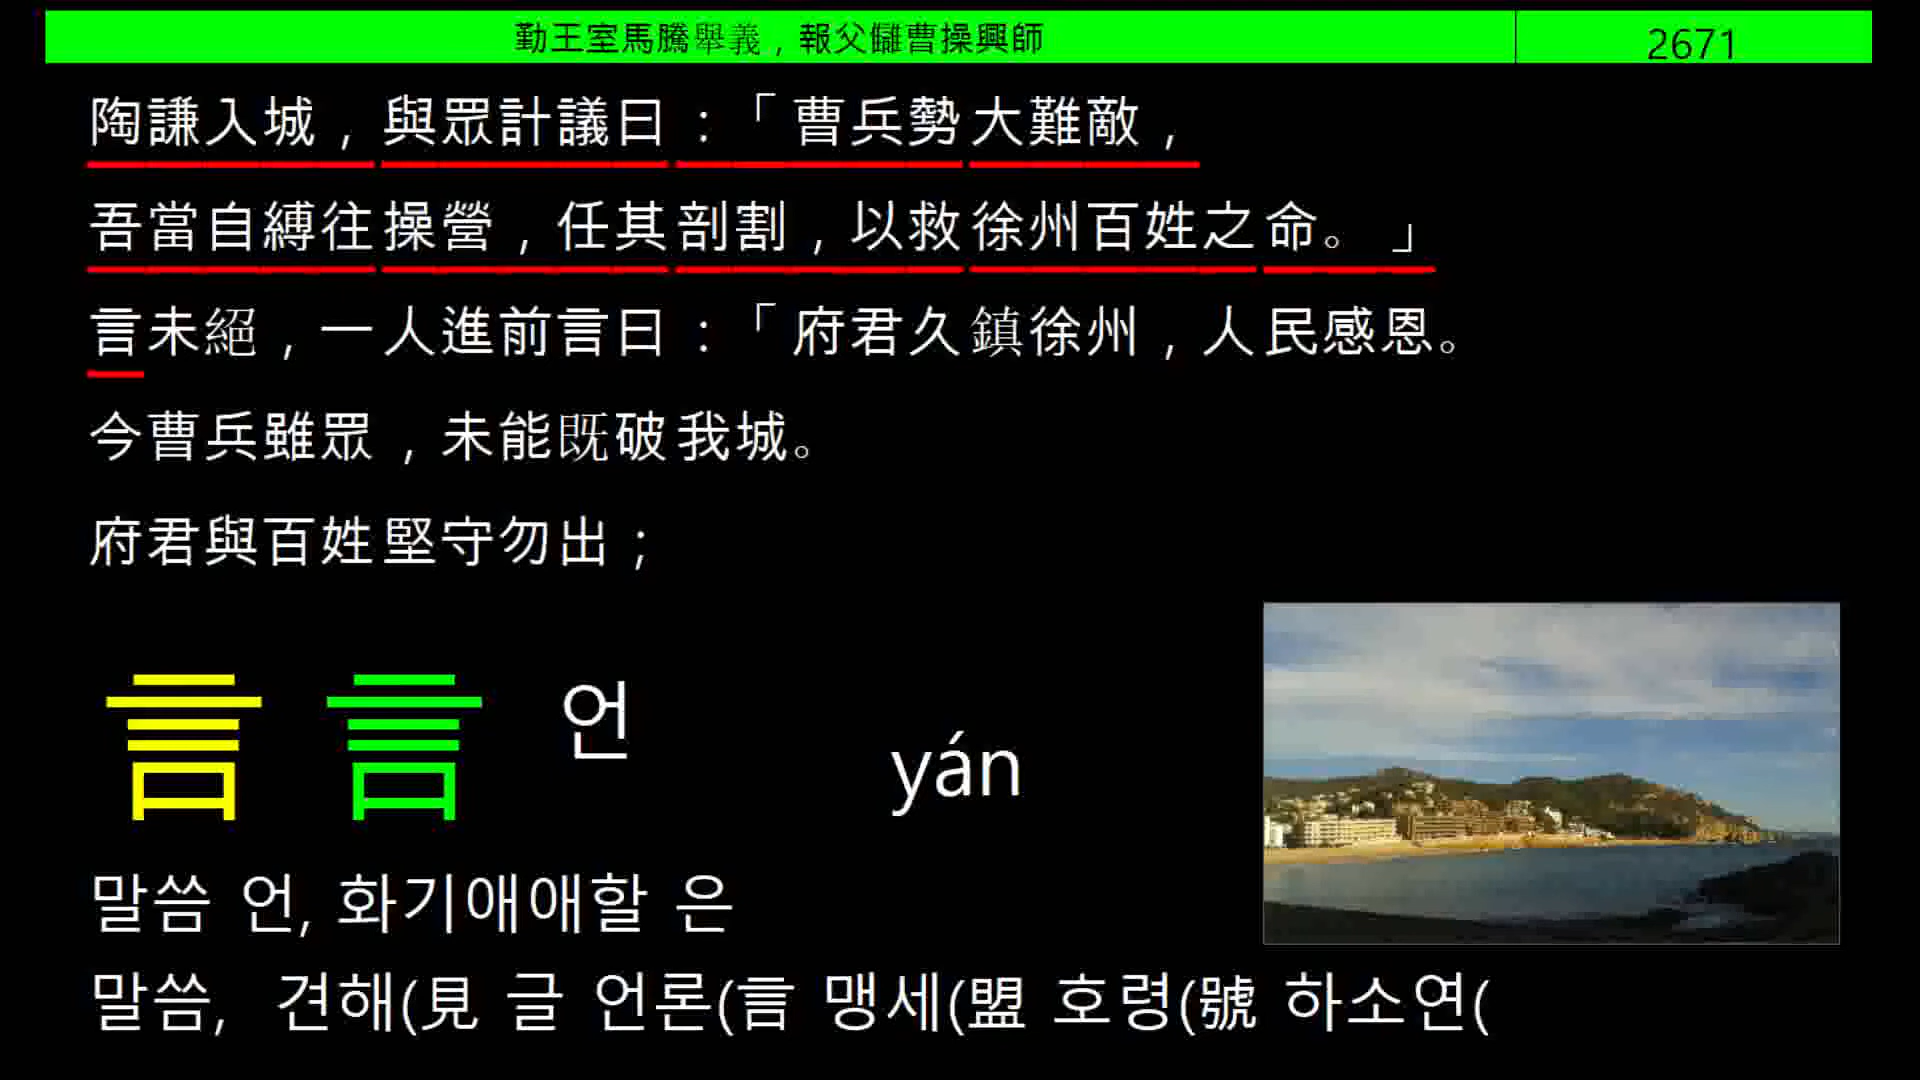 勤王室馬騰舉義，報父讎曹操興師
2671
陶謙入城，與眾計議曰：「曹兵勢大難敵，
吾當自縛往操營，任其剖割，以救徐州百姓之命。」
言未絕，一人進前言曰：「府君久鎮徐州，人民感恩。
今曹兵雖眾，未能既破我城。
府君與百姓堅守勿出；
言 言 언 yán
말씀 언, 화기애애할 은
말씀, 견해(見 글 언론(言 맹세(盟 호령(號 하소연(